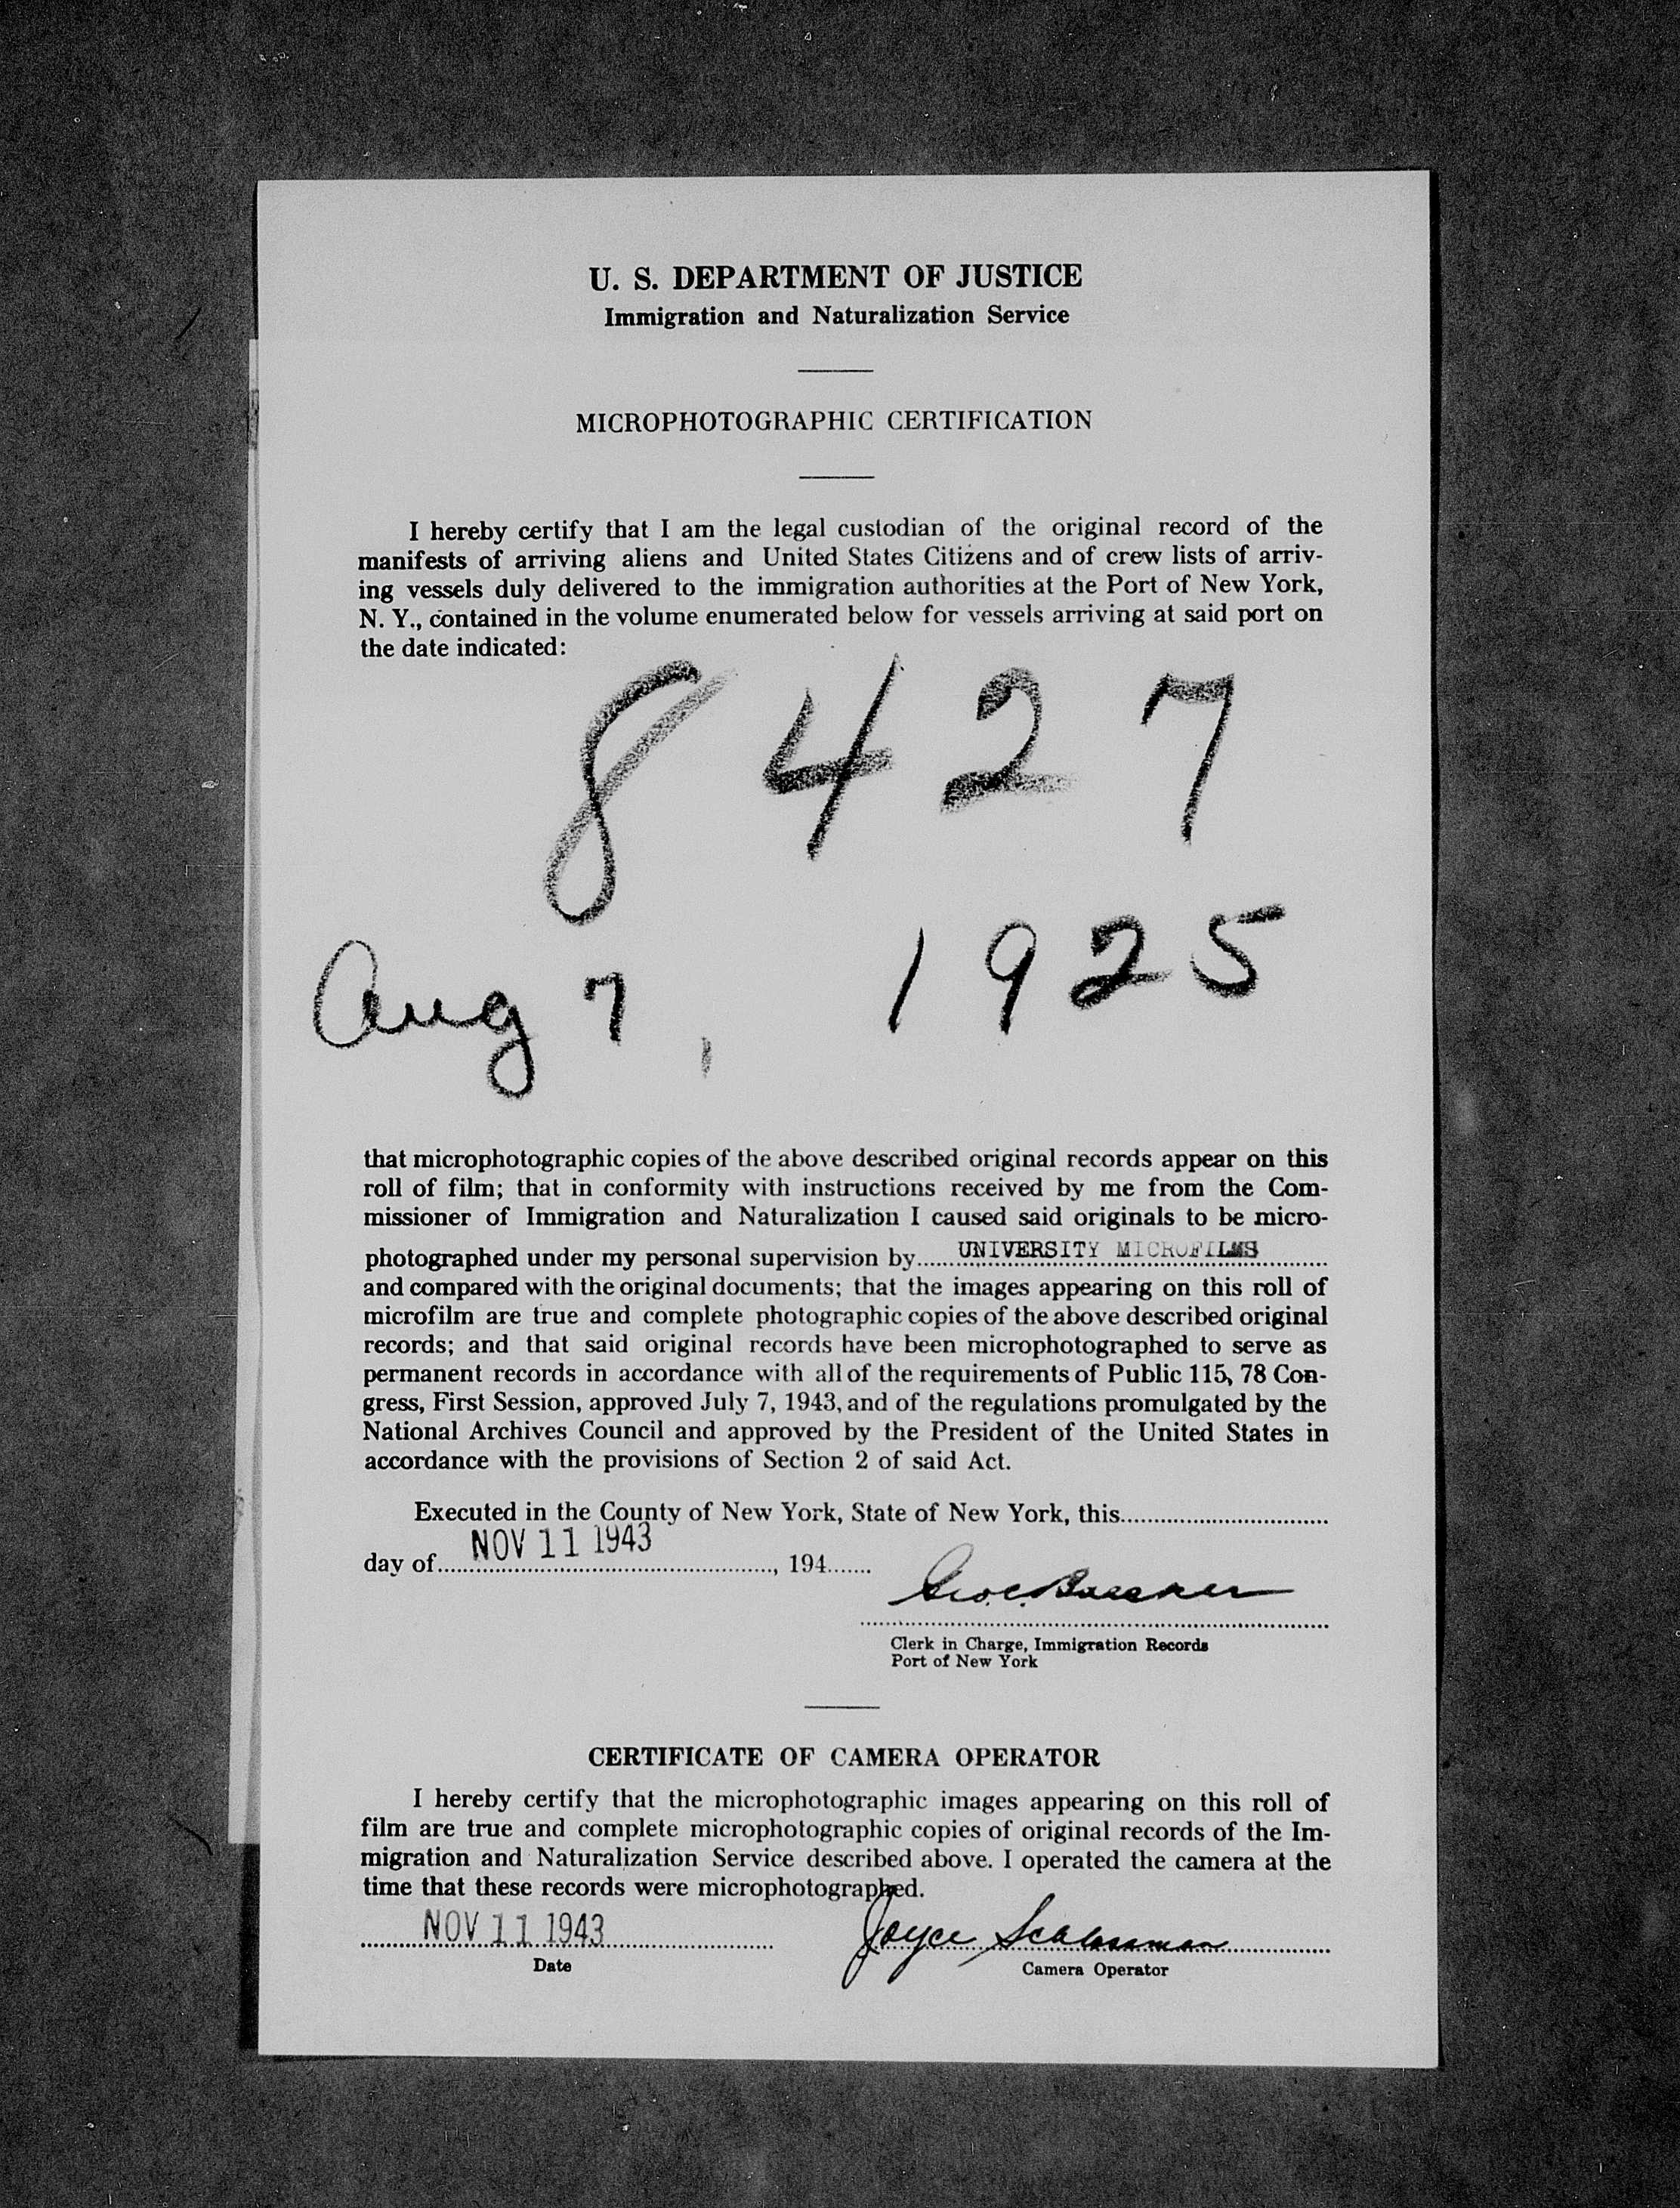 U. S. DEPARTMENT OF JUSTICE
Immigration and Naturalization Service
MICROPHOTOGRAPHIC CERTIFICATION
I hereby certify that I am the legal custodian of the original record of the
manifests of arriving aliens and United States Citizens and of crew lists of arriv-
ing vessels duly delivered to the immigration authorities at the Port of New York,
N. Y., contained in the volume enumerated below for vessels arriving at said port on
the date indicated:
8427
Aug 7, 1925
that microphotographic copies of the above described original records appear on this
roll of film; that in conformity with instructions received by me from the Com-
missioner of Immigration and Naturalization I caused said originals to be micro-
photographed under my personal supervision by UNIVERSITY MICROFILMS
and compared with the original documents; that the images appearing on this roll of
microfilm are true and complete photographic copies of the above described original
records; and that said original records have been microphotographed to serve as
permanent records in accordance with all of the requirements of Public 115, 78 Con-
gress, First Session, approved July 7, 1943, and of the regulations promulgated by the
National Archives Council and approved by the President of the United States in
accordance with the provisions of Section 2 of said Act.
Executed in the County of New York, State of New York, this
day of NOV 11 1943, 194
Geo. C.
Clerk in Charge, Immigration Records
Port of New York
CERTIFICATE OF CAMERA OPERATOR
I hereby certify that the microphotographic images appearing on this roll of
film are true and complete microphotographic copies of original records of the Im-
migration and Naturalization Service described above. I operated the camera at the
time that these records were microphotographed.
NOV 11 1943 Joyce
Date Camera Operator